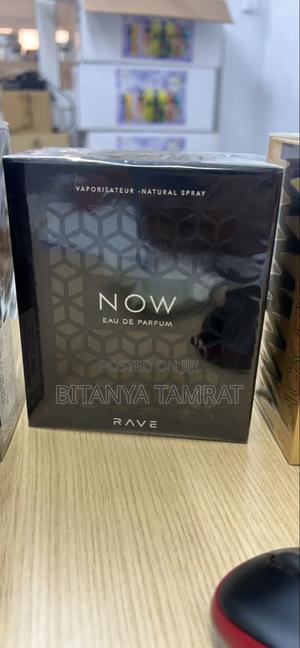 VAPORISATEUR - NATURAL SPRAY
NOW
EAU DE PARFUM
POSTED ON JIJI
BITANYA TAMRAT
RAVE